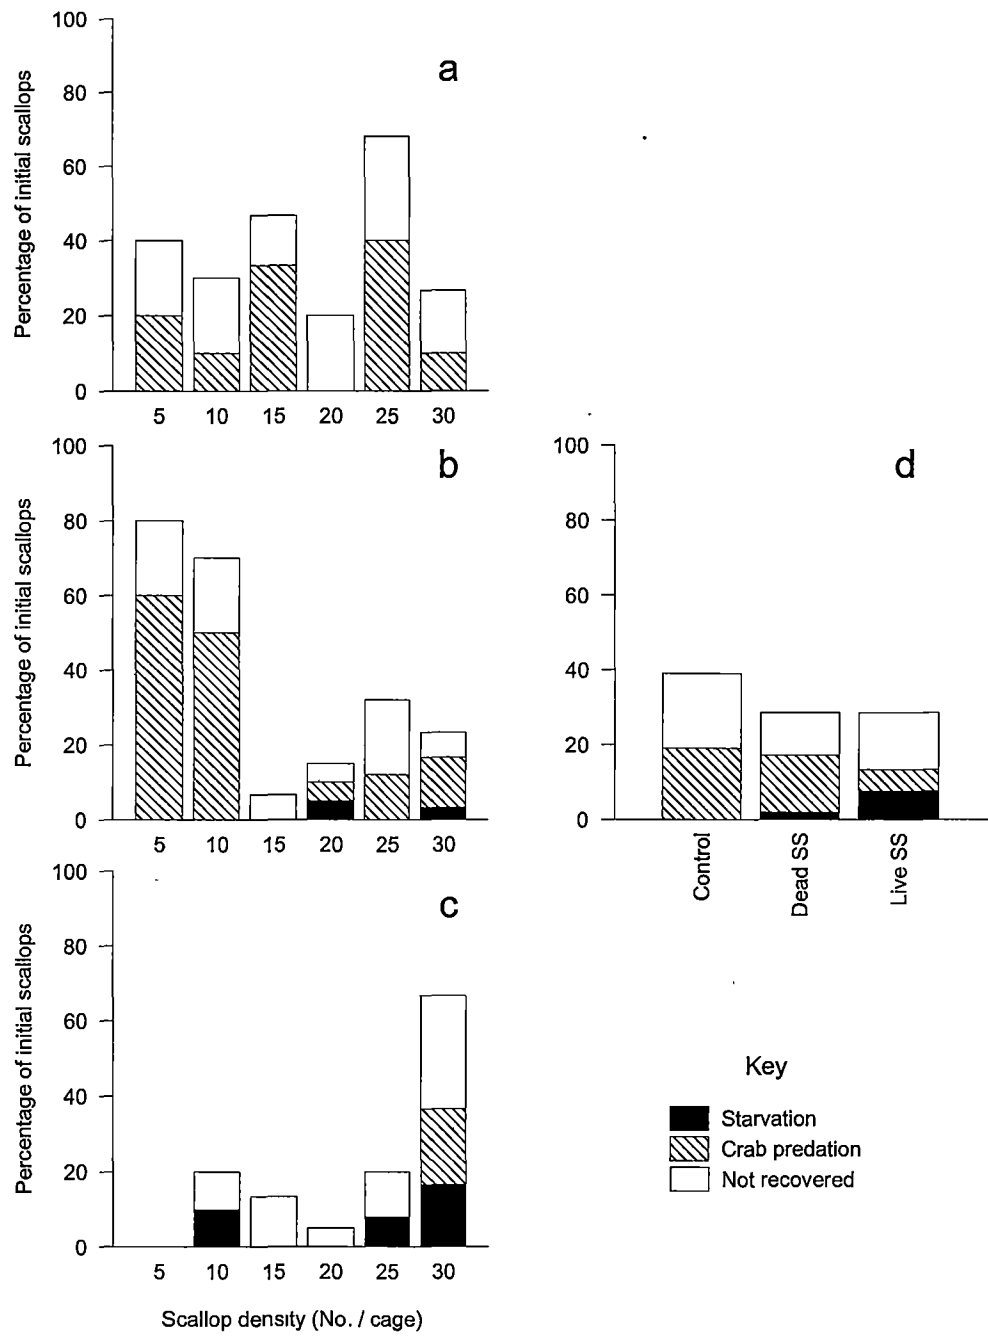 a
Percentage of initial scallops
100
80
60
40
20
0
5 10 15 20 25 30
b
Percentage of initial scallops
100
80
60
40
20
0
5 10 15 20 25 30
d
100
80
60
40
20
0
Control
Dead SS
Live SS
c
Percentage of initial scallops
100
80
60
40
20
0
5 10 15 20 25 30
Scallop density (No. / cage)
Key
Starvation
Crab predation
Not recovered